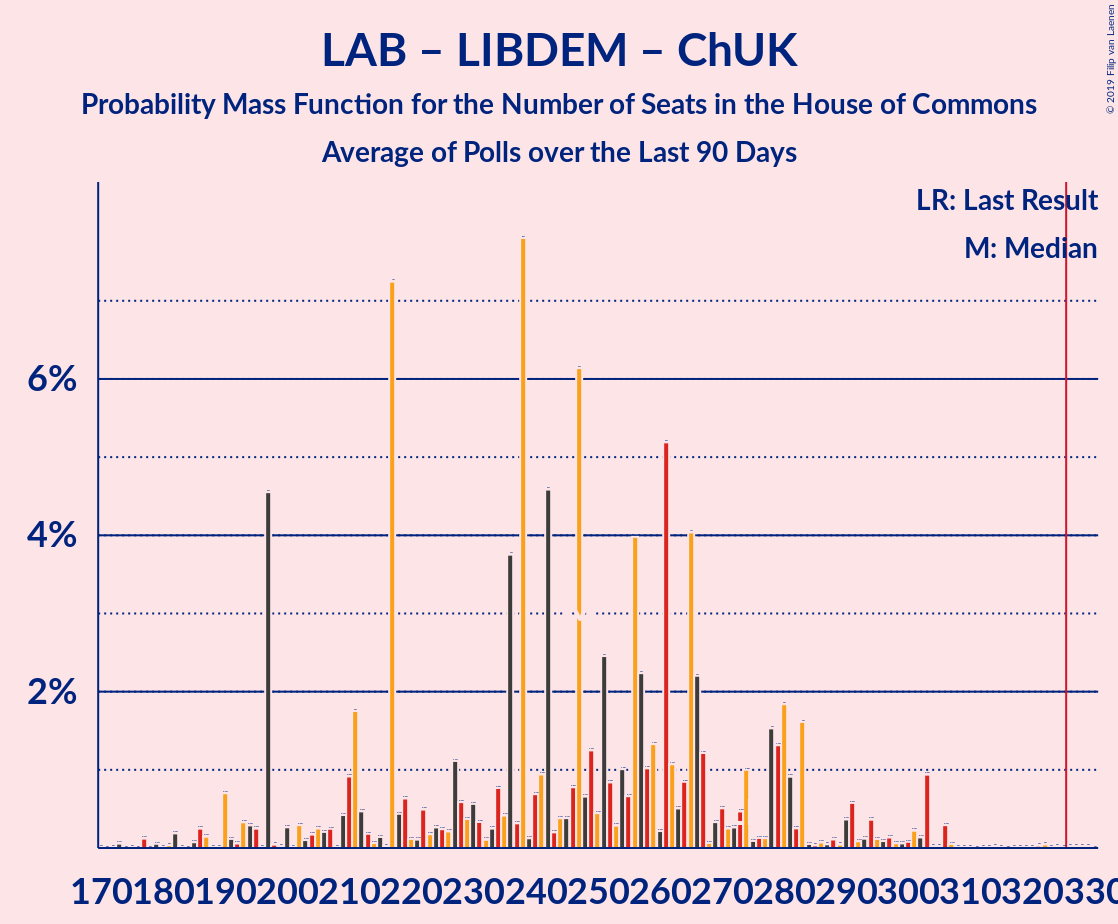 LAB – LIBDEM – ChUK
Probability Mass Function for the Number of Seats in the House of Commons
Average of Polls over the Last 90 Days
© 2019 Filip van Laenen
LR: Last Result
M: Median
6%
4%
2%
170180190200210220230240250260270280290300310320330